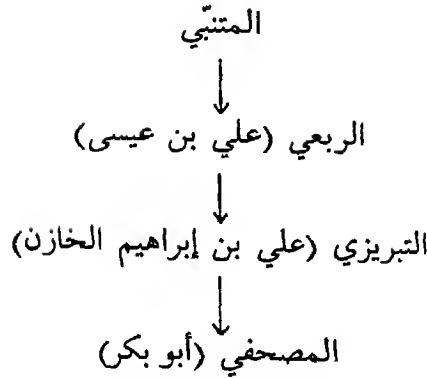 المتنبّي
الربعي (علي بن عيسى)
التبريزي (علي بن إبراهيم الخازن)
المصحفي (أبو بكر)